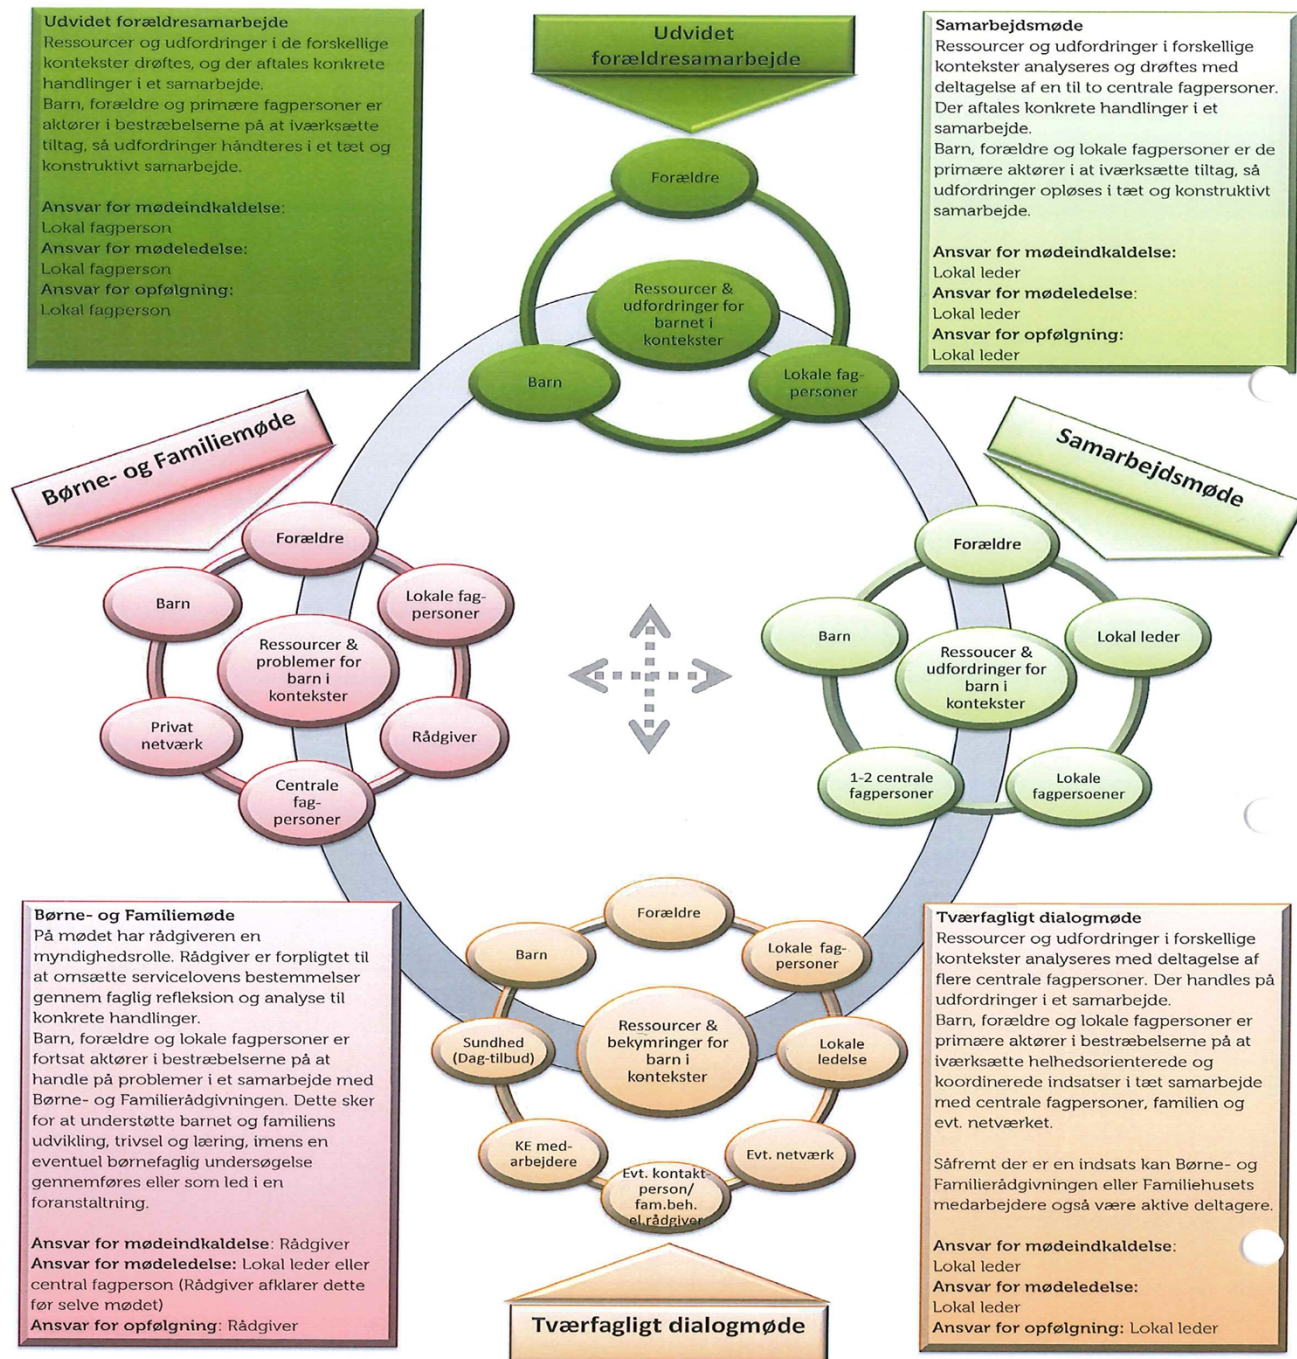 Udvidet forældresamarbejde
Ressourcer og udfordringer i de forskellige
kontekster drøftes, og der aftales konkrete
handlinger i et samarbejde.
Barn, forældre og primære fagpersoner er
aktører i bestræbelserne på at iværksætte
tiltag, så udfordringer håndteres i et tæt og
konstruktivt samarbejde.
Ansvar for mødeindkaldelse:
Lokal fagperson
Ansvar for mødeledelse:
Lokal fagperson
Ansvar for opfølgning:
Lokal fagperson
Udvidet
forældresamarbejde
Forældre
Ressourcer &
udfordringer for
barnet i
kontekster
Barn
Lokale fag-
personer
Samarbejdsmøde
Ressourcer og udfordringer i forskellige
kontekster analyseres og drøftes med
deltagelse af en til to centrale fagpersoner.
Der aftales konkrete handlinger i et
samarbejde.
Barn, forældre og lokale fagpersoner er de
primære aktører i at iværksætte tiltag, så
udfordringer opløses i tæt og konstruktivt
samarbejde.
Ansvar for mødeindkaldelse:
Lokal leder
Ansvar for mødeledelse:
Lokal leder
Ansvar for opfølgning:
Lokal leder
Børne- og Familiemøde
Forældre
Barn
Lokale fag-
personer
Ressourcer &
problemer for
barn i
kontekster
Privat
netværk
Rådgiver
Centrale
fag-
personer
Samarbejdsmøde
Forældre
Barn
Lokal leder
Ressoucer &
udfordringer for
barn i
kontekster
1-2 centrale
fagpersoner
Lokale
fagpersoener
Børne- og Familiemøde
På mødet har rådgiveren en
myndighedsrolle. Rådgiver er forpligtet til
at omsætte servicelovens bestemmelser
gennem faglig refleksion og analyse til
konkrete handlinger.
Barn, forældre og lokale fagpersoner er
fortsat aktører i bestræbelserne på at
handle på problemer i et samarbejde med
Børne- og Familierådgivningen. Dette sker
for at understøtte barnet og familiens
udvikling, trivsel og læring, imens en
eventuel børnefaglig undersøgelse
gennemføres eller som led i en
foranstaltning.
Ansvar for mødeindkaldelse: Rådgiver
Ansvar for mødeledelse: Lokal leder eller
central fagperson (Rådgiver afklarer dette
før selve mødet)
Ansvar for opfølgning: Rådgiver
Forældre
Barn
Lokale fag-
personer
Sundhed
(Dag-tilbud)
Ressourcer &
bekymringer for
barn i
kontekster
Lokale
ledelse
KE med-
arbejdere
Evt. netværk
Evt. kontakt-
person/
fam.beh.
el.rådgiver
Tværfagligt dialogmøde
Tværfagligt dialogmøde
Ressourcer og udfordringer i forskellige
kontekster analyseres med deltagelse af
flere centrale fagpersoner. Der handles på
udfordringer i et samarbejde.
Barn, forældre og lokale fagpersoner er
primære aktører i bestræbelserne på at
iværksætte helhedsorienterede og
koordinerede indsatser i tæt samarbejde
med centrale fagpersoner, familien og
evt. netværket.
Såfremt der er en indsats kan Børne- og
Familierådgivningen eller Familiehusets
medarbejdere også være aktive deltagere.
Ansvar for mødeindkaldelse:
Lokal leder
Ansvar for mødeledelse:
Lokal leder
Ansvar for opfølgning: Lokal leder